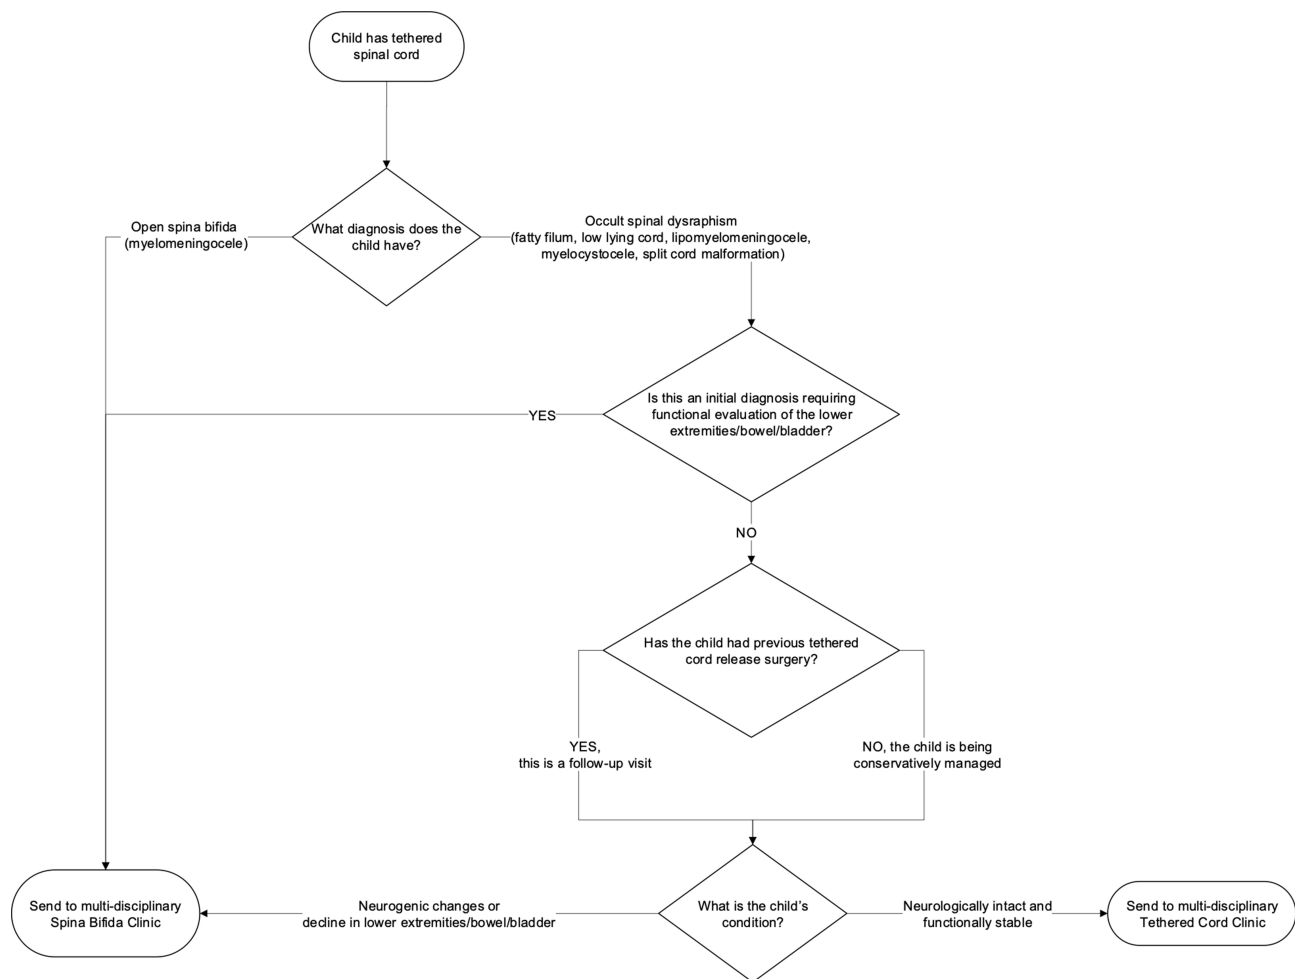 Child has tethered
spinal cord
What diagnosis does the
child have?
Open spina bifida
(myelomeningocele)
Occult spinal dysraphism
(fatty filum, low lying cord, lipomyelomeningocele,
myelocystocele, split cord malformation)
Is this an initial diagnosis requiring
functional evaluation of the lower
extremities/bowel/bladder?
YES
NO
Has the child had previous tethered
cord release surgery?
YES,
this is a follow-up visit
NO, the child is being
conservatively managed
What is the child's
condition?
Neurogenic changes or
decline in lower extremities/bowel/bladder
Send to multi-disciplinary
Spina Bifida Clinic
Neurologically intact and
functionally stable
Send to multi-disciplinary
Tethered Cord Clinic